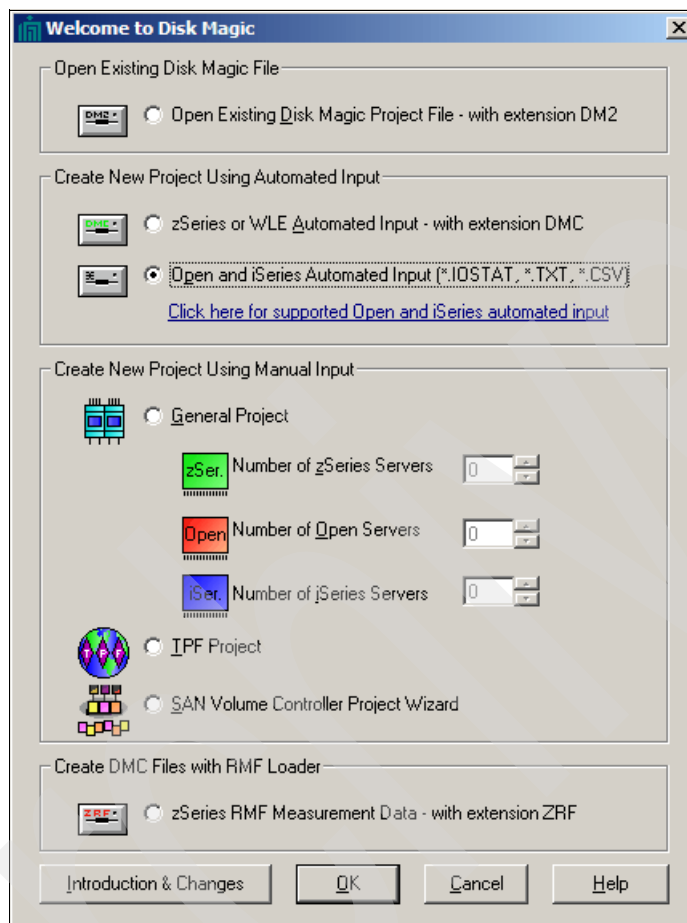 Welcome to Disk Magic
Open Existing Disk Magic File
DM2
Open Existing Disk Magic Project File - with extension DM2
Create New Project Using Automated Input
DMC
zSeries or WLE Automated Input - with extension DMC
Open and iSeries Automated Input (*.IOSTAT, *.TXT, *.CSV)
Click here for supported Open and iSeries automated input
Create New Project Using Manual Input
General Project
zSer. Number of zSeries Servers 0
Open Number of Open Servers 0
iSer. Number of iSeries Servers 0
TPF TPF Project
SAN Volume Controller Project Wizard
Create DMC Files with RMF Loader
ZRF zSeries RMF Measurement Data - with extension ZRF
Introduction & Changes OK Cancel Help